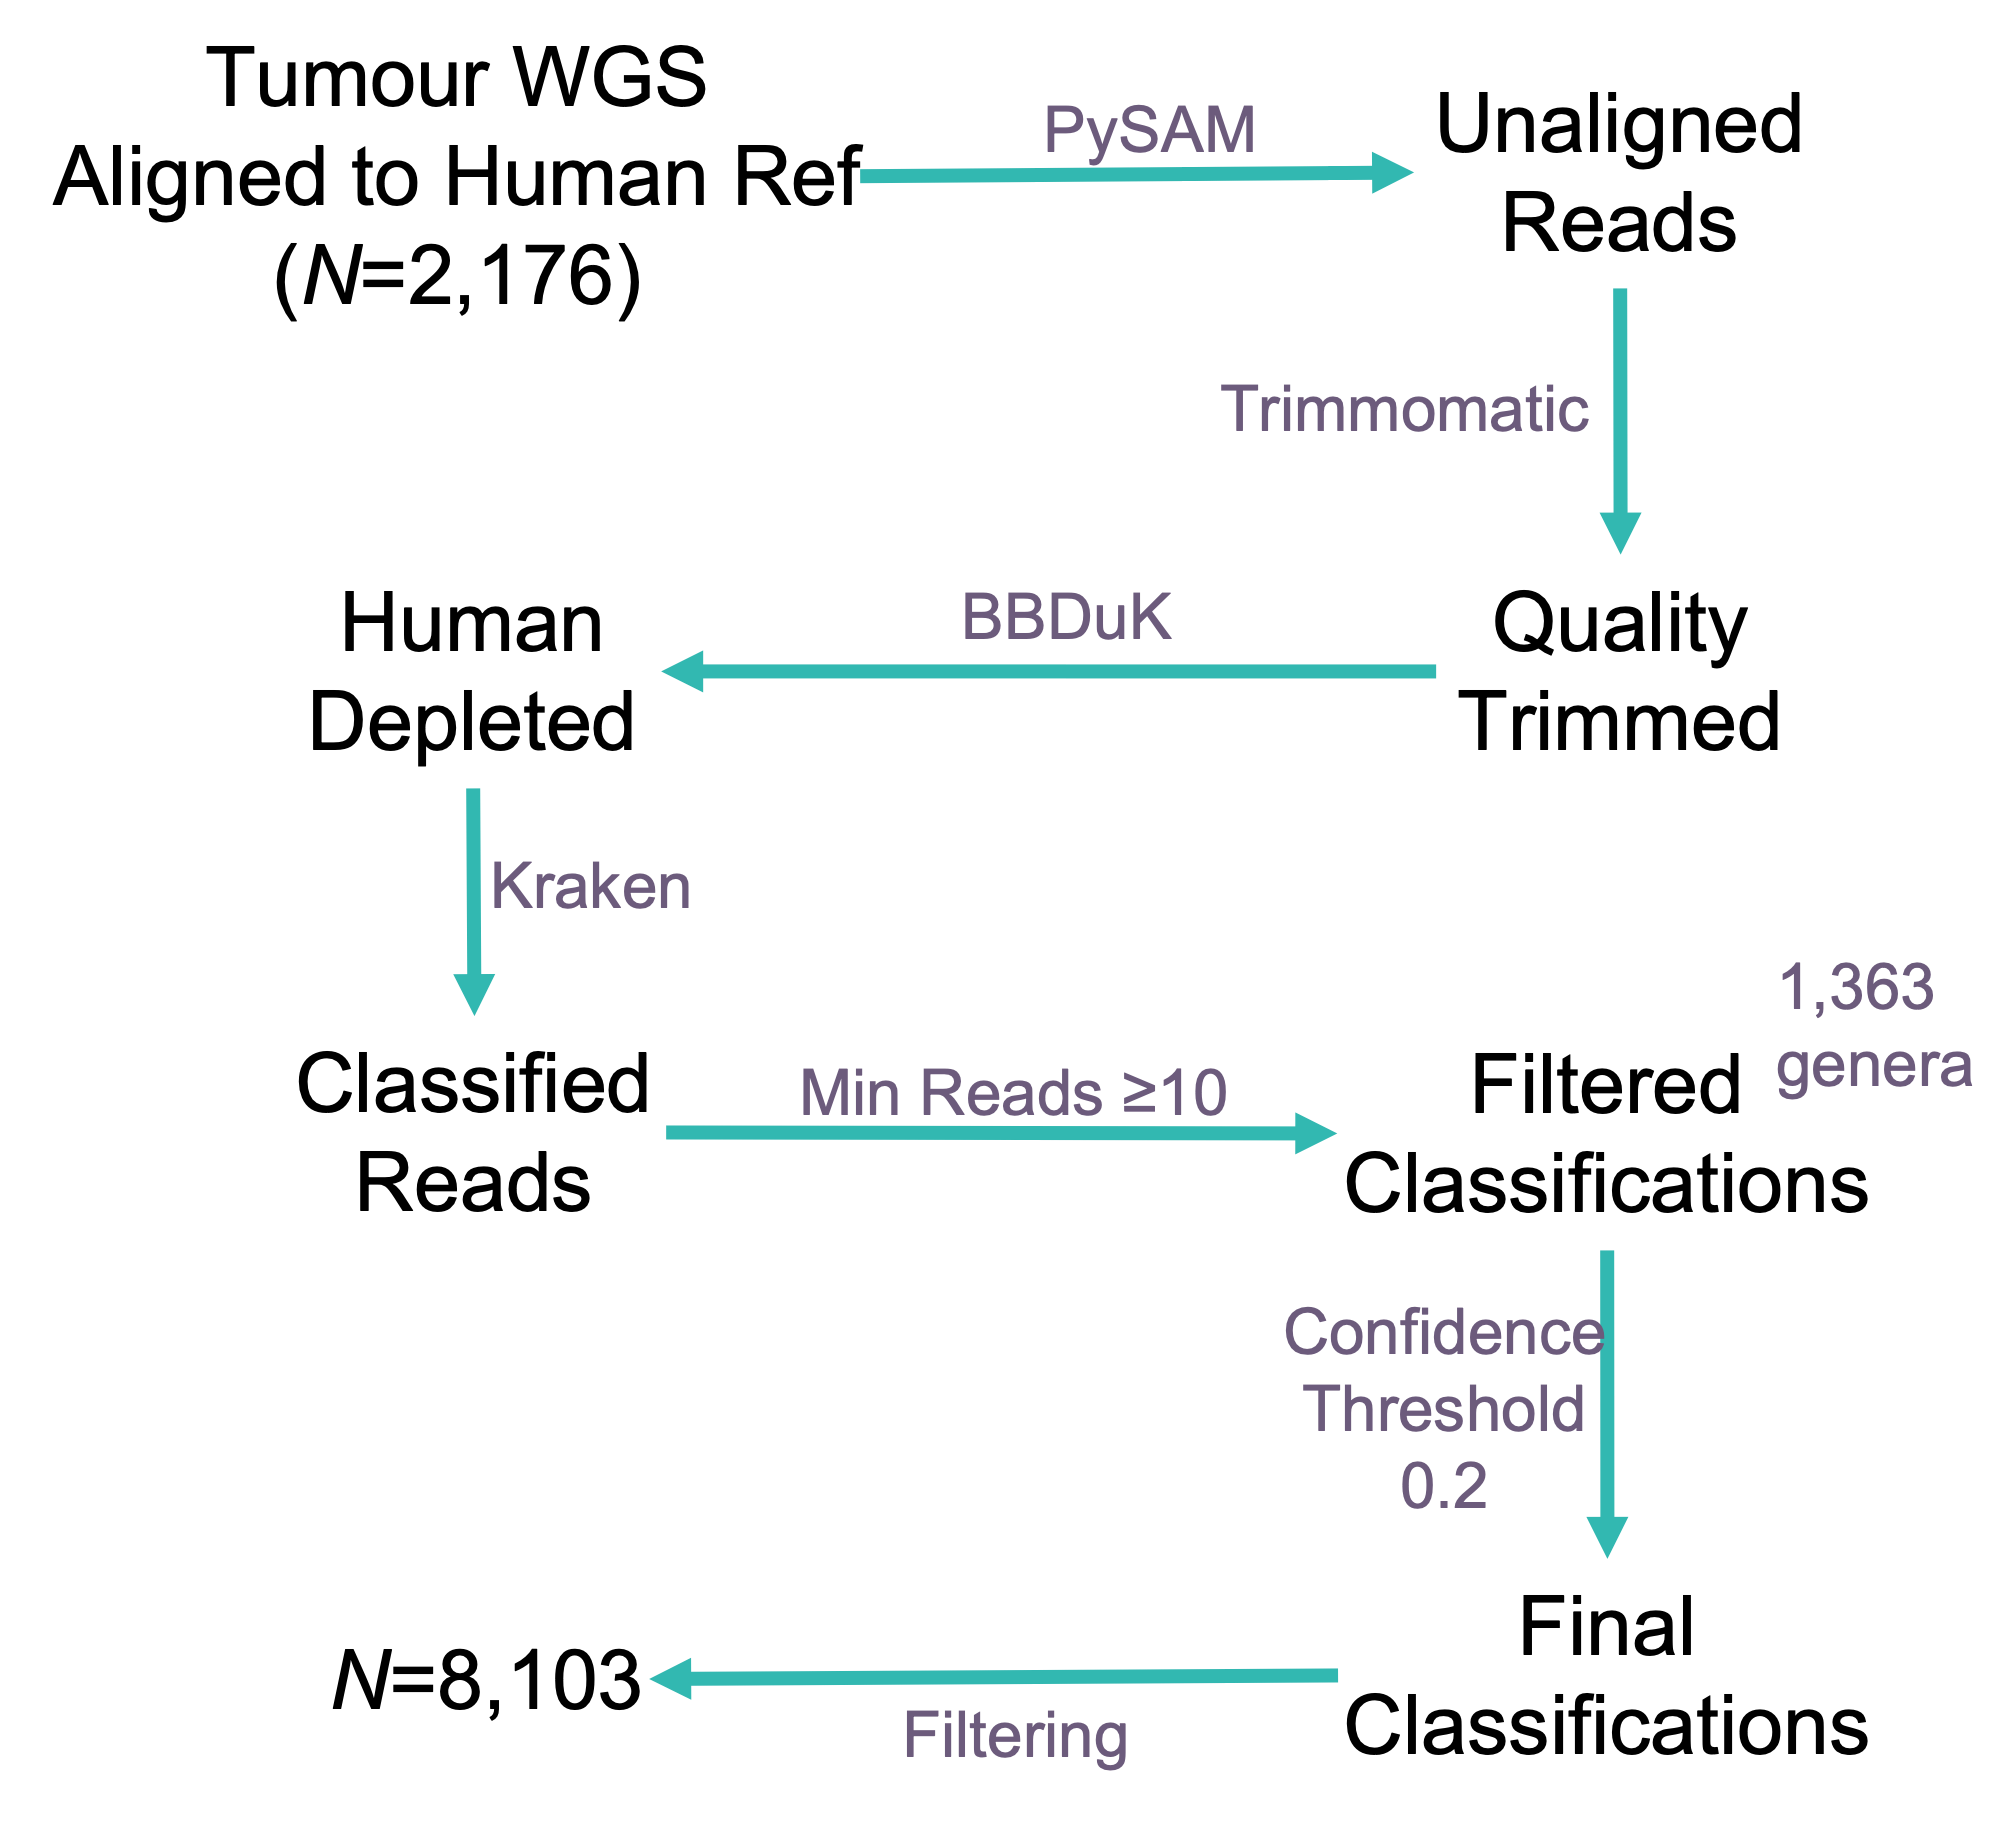 Tumour WGS
Aligned to Human Ref
(N=2,176)
PySAM
Unaligned
Reads
Trimmomatic
Quality
Trimmed
BBDuK
Human
Depleted
Kraken
Classified
Reads
Min Reads ≥10
Filtered
Classifications
1,363
genera
Confidence
Threshold
0.2
Final
Classifications
Filtering
N=8,103